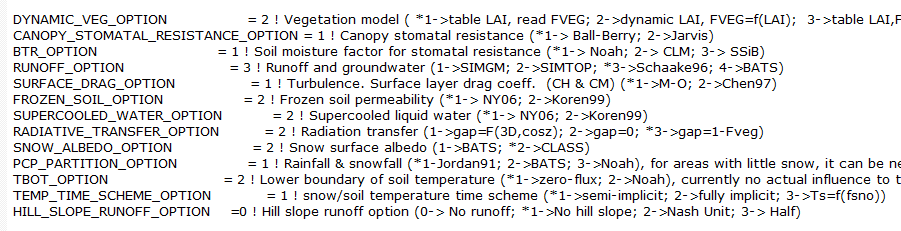 DYNAMIC_VEG_OPTION = 2 ! Vegetation model ( *1->table LAI, read FVEG; 2->dynamic LAI, FVEG=f(LAI); 3->table LAI,F
CANOPY_STOMATAL_RESISTANCE_OPTION = 1 ! Canopy stomatal resistance (*1-> Ball-Berry; 2->Jarvis)
BTR_OPTION = 1 ! Soil moisture factor for stomatal resistance (*1-> Noah; 2-> CLM; 3-> SSiB)
RUNOFF_OPTION = 3 ! Runoff and groundwater (1->SIMGM; 2->SIMTOP; *3->Schaake96; 4->BATS)
SURFACE_DRAG_OPTION = 1 ! Turbulence. Surface layer drag coeff. (CH & CM) (*1->M-O; 2->Chen97)
FROZEN_SOIL_OPTION = 2 ! Frozen soil permeability (*1-> NY06; 2->Koren99)
SUPERCOOLED_WATER_OPTION = 2 ! Supercooled liquid water (*1-> NY06; 2->Koren99)
RADIATIVE_TRANSFER_OPTION = 2 ! Radiation transfer (1->gap=F(3D,cosz); 2->gap=0; *3->gap=1-Fveg)
SNOW_ALBEDO_OPTION = 2 ! Snow surface albedo (1->BATS; *2->CLASS)
PCP_PARTITION_OPTION = 1 ! Rainfall & snowfall (*1-Jordan91; 2->BATS; 3->Noah), for areas with little snow, it can be ne
TBOT_OPTION = 2 ! Lower boundary of soil temperature (*1->zero-flux; 2->Noah), currently no actual influence to t
TEMP_TIME_SCHEME_OPTION = 1 ! snow/soil temperature time scheme (*1->semi-implicit; 2->fully implicit; 3->Ts=f(fsno))
HILL_SLOPE_RUNOFF_OPTION =0 ! Hill slope runoff option (0-> No runoff; *1->No hill slope; 2->Nash Unit; 3-> Half)